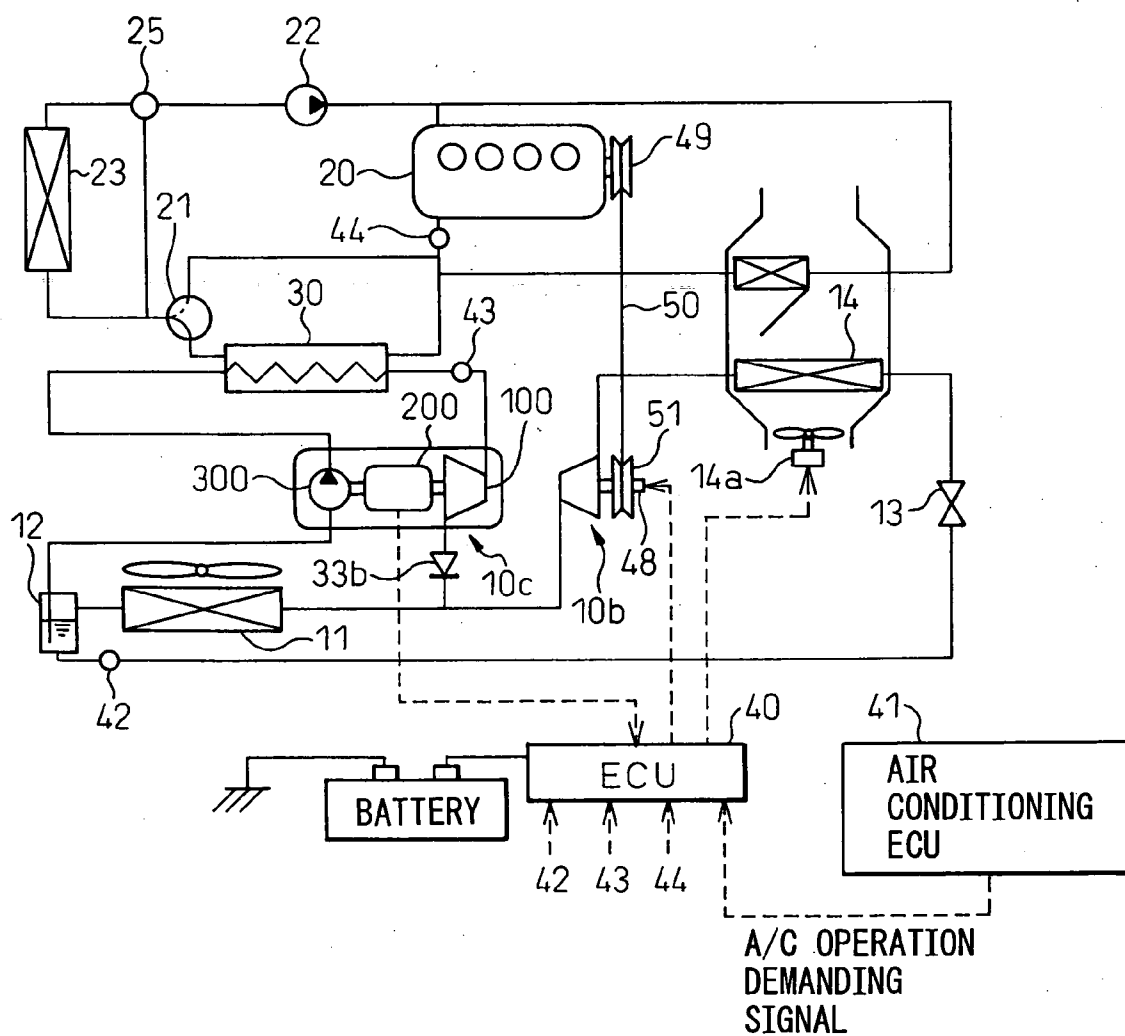 25
22
23
20
49
21
44
30
43
50
14
200
100
51
300
14a
13
12
33b
10c
10b
48
11
42
40
41
ECU
AIR
CONDITIONING
ECU
BATTERY
42
43
44
A/C OPERATION
DEMANDING
SIGNAL